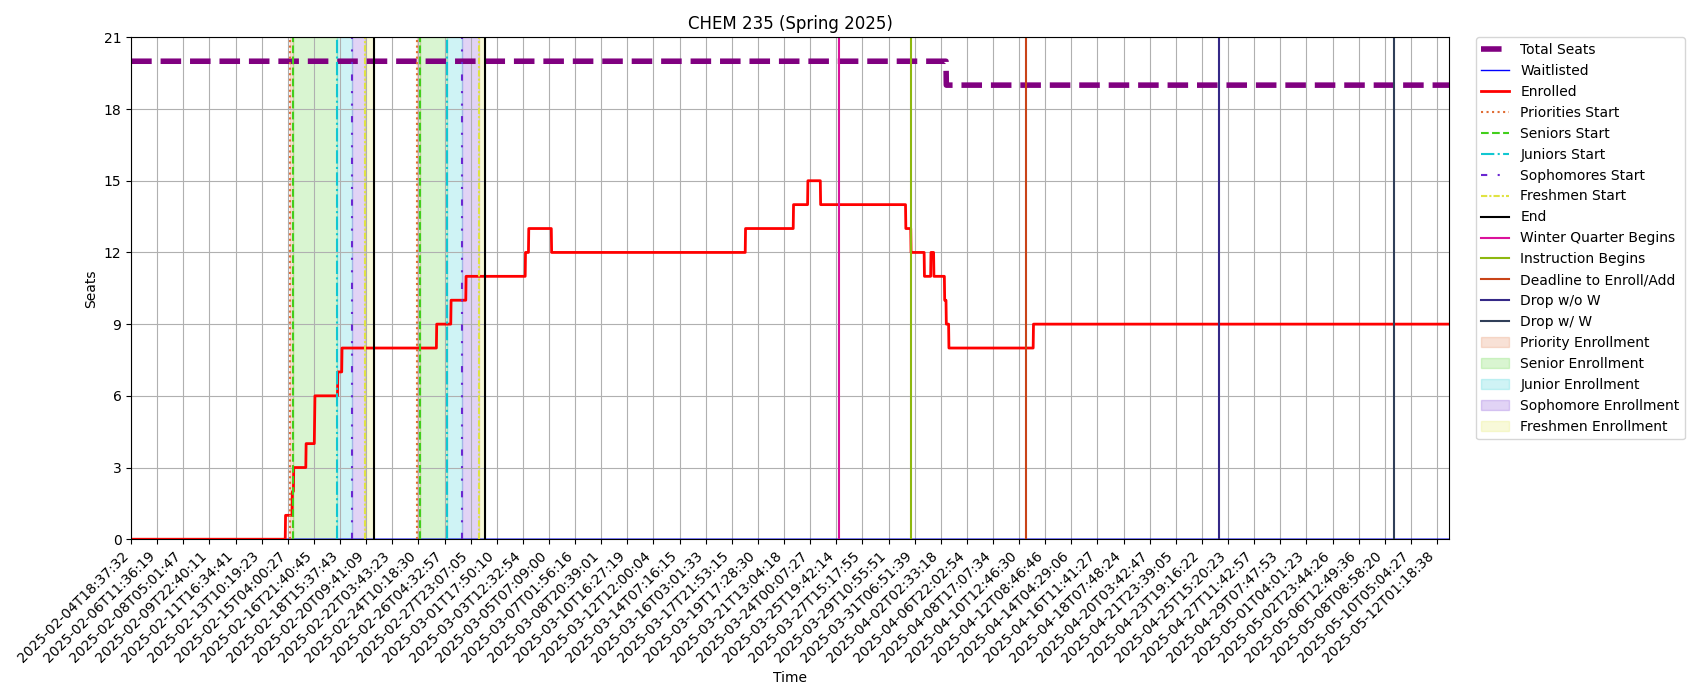 CHEM 235 (Spring 2025)
21
18
15
12
9
6
3
0
Seats
2025-02-04T18:37:32
2025-02-06T11:36:19
2025-02-08T05:01:47
2025-02-09T22:40:11
2025-02-11T16:34:41
2025-02-13T10:19:23
2025-02-15T04:00:27
2025-02-16T21:40:45
2025-02-18T15:37:43
2025-02-20T09:41:09
2025-02-22T03:43:23
2025-02-24T10:18:30
2025-02-26T04:32:57
2025-02-27T23:07:05
2025-03-01T17:50:10
2025-03-03T12:32:54
2025-03-05T07:09:00
2025-03-07T01:56:16
2025-03-08T20:39:01
2025-03-10T16:27:19
2025-03-12T12:00:04
2025-03-14T07:16:15
2025-03-16T03:01:33
2025-03-17T21:53:15
2025-03-19T17:28:30
2025-03-21T13:04:18
2025-03-24T00:07:27
2025-03-25T19:42:14
2025-03-27T15:17:55
2025-03-29T10:55:51
2025-03-31T06:51:39
2025-04-02T02:33:18
2025-04-06T22:02:54
2025-04-08T17:07:34
2025-04-10T12:46:30
2025-04-12T08:46:46
2025-04-14T04:29:06
2025-04-16T11:41:27
2025-04-18T07:48:24
2025-04-20T03:42:47
2025-04-21T23:39:05
2025-04-23T19:16:22
2025-04-25T15:20:23
2025-04-27T11:42:57
2025-04-29T07:47:53
2025-05-01T04:01:23
2025-05-02T23:44:26
2025-05-06T12:49:36
2025-05-08T08:58:20
2025-05-10T05:04:27
2025-05-12T01:18:38
Time
Total Seats
Waitlisted
Enrolled
Priorities Start
Seniors Start
Juniors Start
Sophomores Start
Freshmen Start
End
Winter Quarter Begins
Instruction Begins
Deadline to Enroll/Add
Drop w/o W
Drop w/ W
Priority Enrollment
Senior Enrollment
Junior Enrollment
Sophomore Enrollment
Freshmen Enrollment